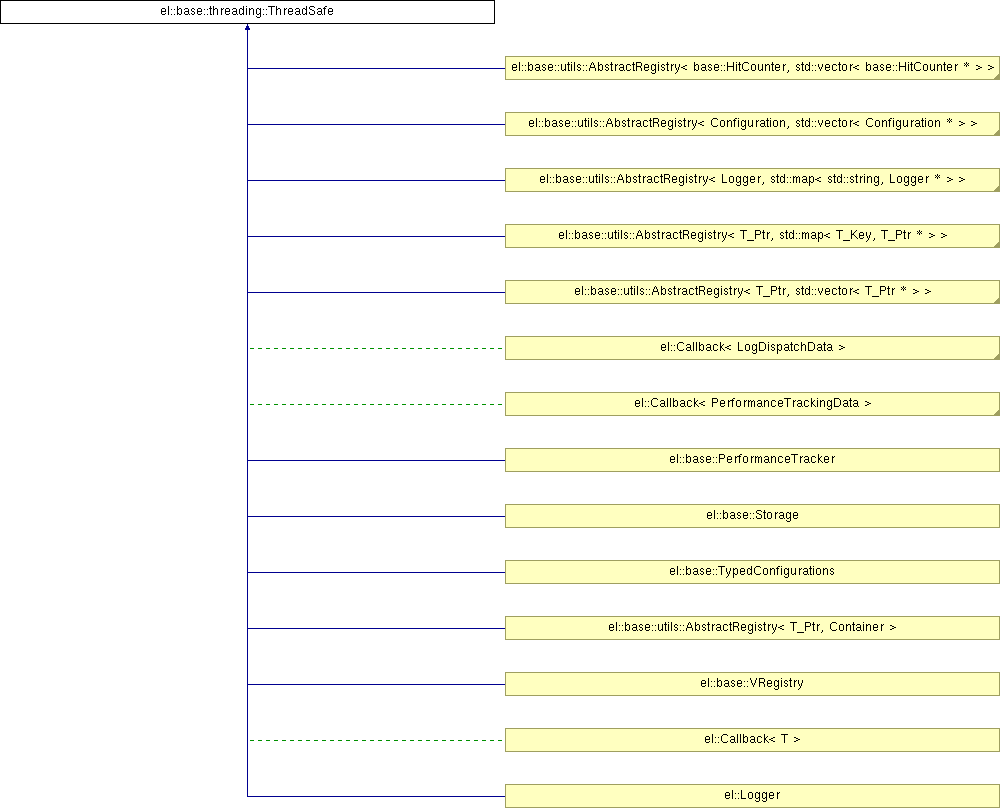 el::base::threading::ThreadSafe
el::base::utils::AbstractRegistry< base::HitCounter, std::vector< base::HitCounter * > >
el::base::utils::AbstractRegistry< Configuration, std::vector< Configuration * > >
el::base::utils::AbstractRegistry< Logger, std::map< std::string, Logger * > >
el::base::utils::AbstractRegistry< T_Ptr, std::map< T_Key, T_Ptr * > >
el::base::utils::AbstractRegistry< T_Ptr, std::vector< T_Ptr * > >
el::Callback< LogDispatchData >
el::Callback< PerformanceTrackingData >
el::base::PerformanceTracker
el::base::Storage
el::base::TypedConfigurations
el::base::utils::AbstractRegistry< T_Ptr, Container >
el::base::VRegistry
el::Callback< T >
el::Logger